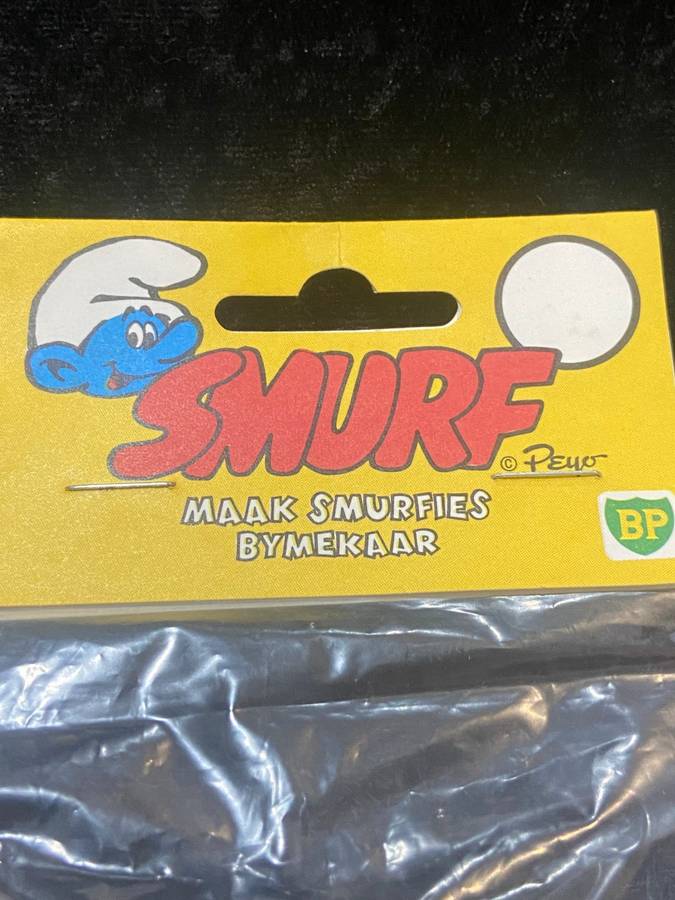 SMURF
© Peyo
MAAK SMURFIES
BYMEKAAR
BP